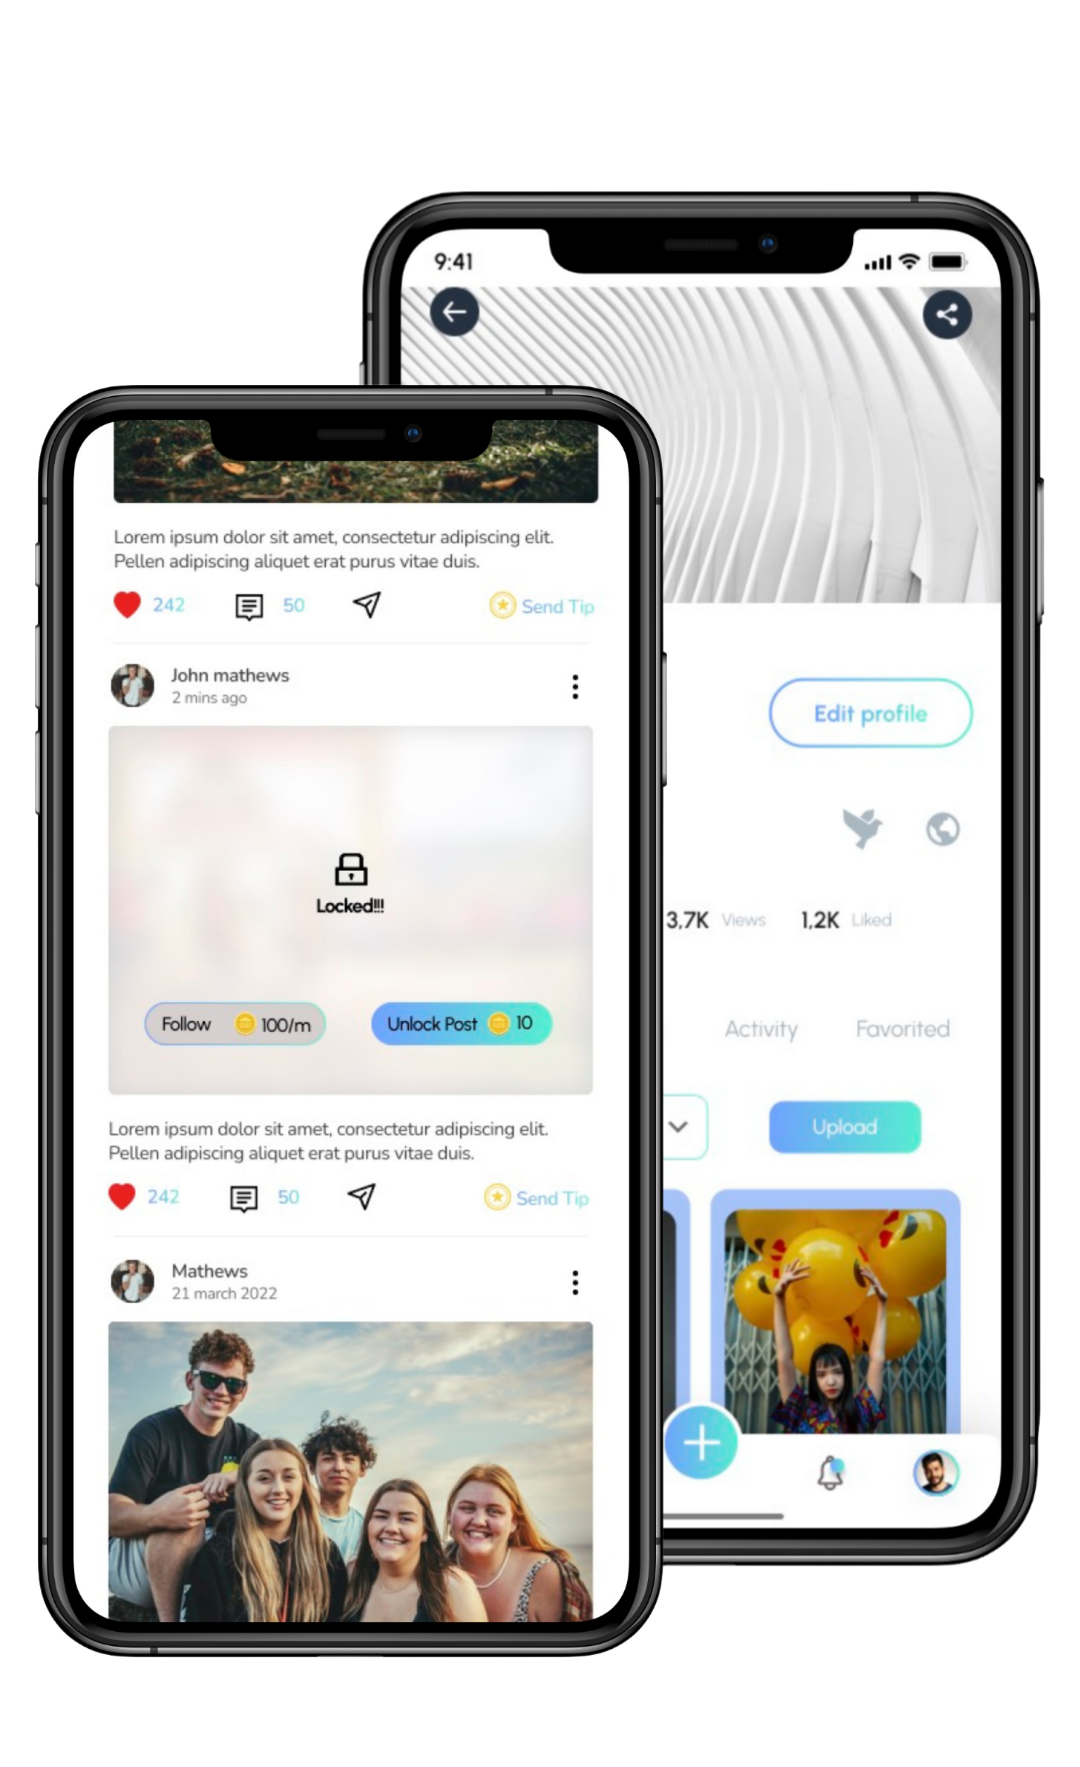 9:41
Lorem ipsum dolor sit amet, consectetur adipiscing elit.
Pellen adipiscing aliquet erat purus vitae duis.
242 50 Send Tip
John mathews
2 mins ago
Locked!!!
Follow 100/m Unlock Post 10
Lorem ipsum dolor sit amet, consectetur adipiscing elit.
Pellen adipiscing aliquet erat purus vitae duis.
242 50 Send Tip
Mathews
21 march 2022
Edit profile
3,7K Views 1,2K Liked
Activity Favorited
Upload